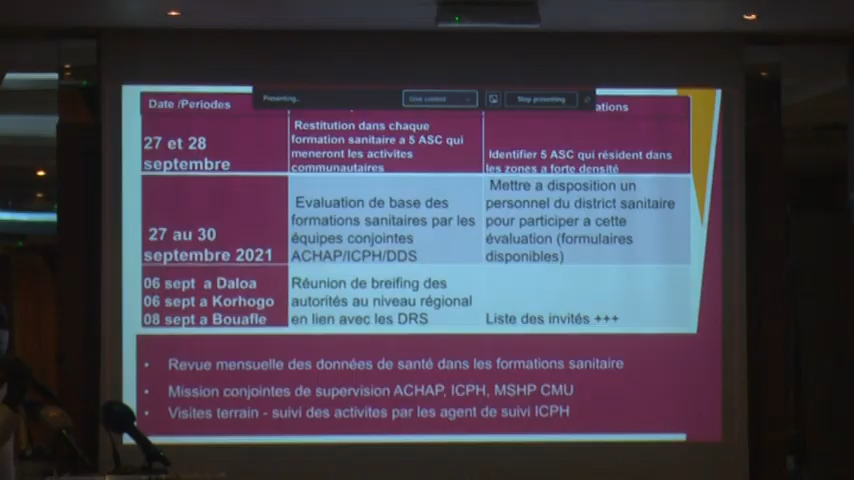 Presenting...
Give control
Stop presenting
Date /Periodes
ations
27 et 28
septembre
Restitution dans chaque
formation sanitaire a 5 ASC qui
meneront les activites
communautaires
Identifier 5 ASC qui résident dans
les zones a forte densité
27 au 30
septembre 2021
Evaluation de base des
formations sanitaires par les
équipes conjointes
ACHAP/ICPH/DDS
Mettre a disposition un
personnel du district sanitaire
pour participer a cette
évaluation (formulaires
disponibles)
06 sept a Daloa
06 sept a Korhogo
08 sept a Bouafle
Réunion de breifing des
autorités au niveau régional
en lien avec les DRS
Liste des invités +++
• Revue mensuelle des données de santé dans les formations sanitaire
• Mission conjointes de supervision ACHAP, ICPH, MSHP CMU
• Visites terrain - suivi des activites par les agent de suivi ICPH